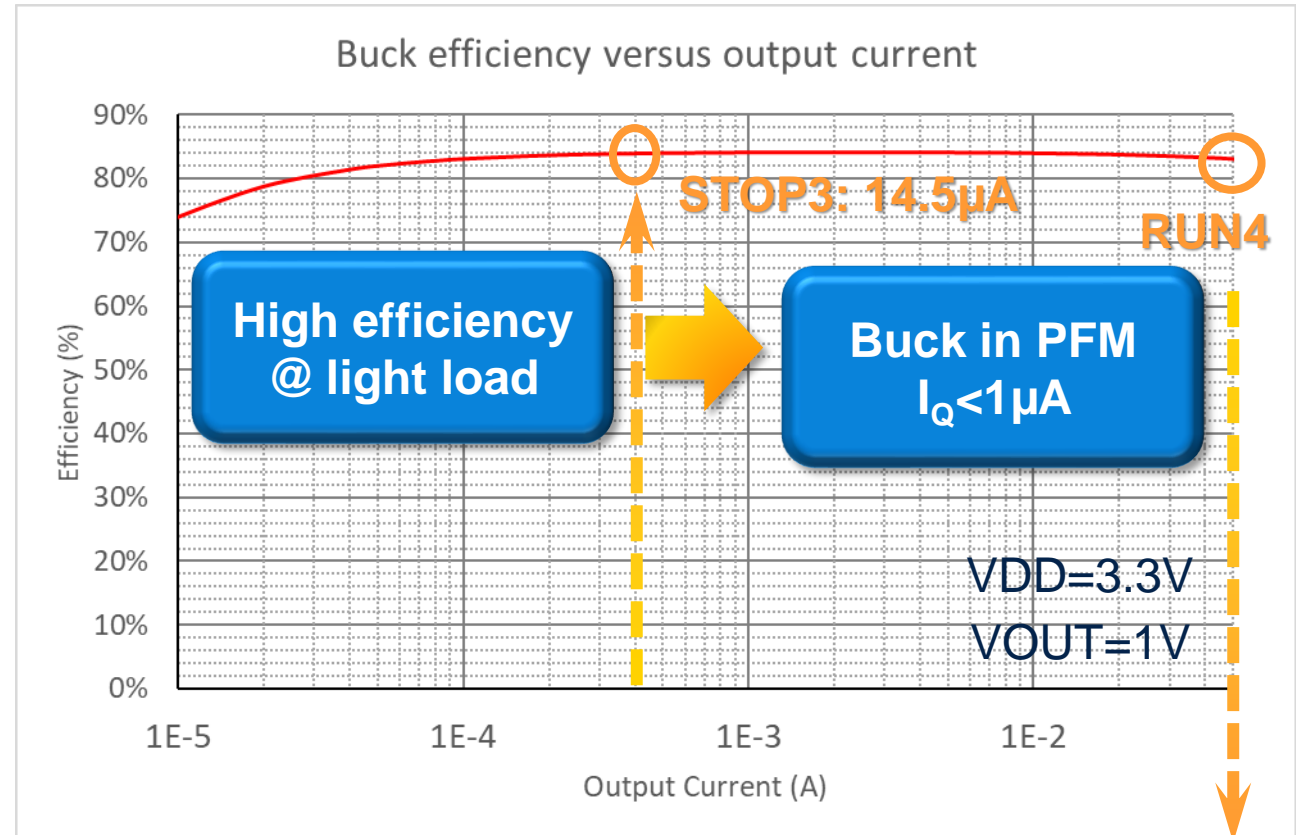 Buck efficiency versus output current
90%
80%
70%
60%
50%
40%
30%
20%
10%
0%
Efficiency (%)
STOP3: 14.5µA
RUN4
High efficiency
@ light load
Buck in PFM
IQ<1µA
VDD=3.3V
VOUT=1V
1E-5 1E-4 1E-3 1E-2
Output Current (A)